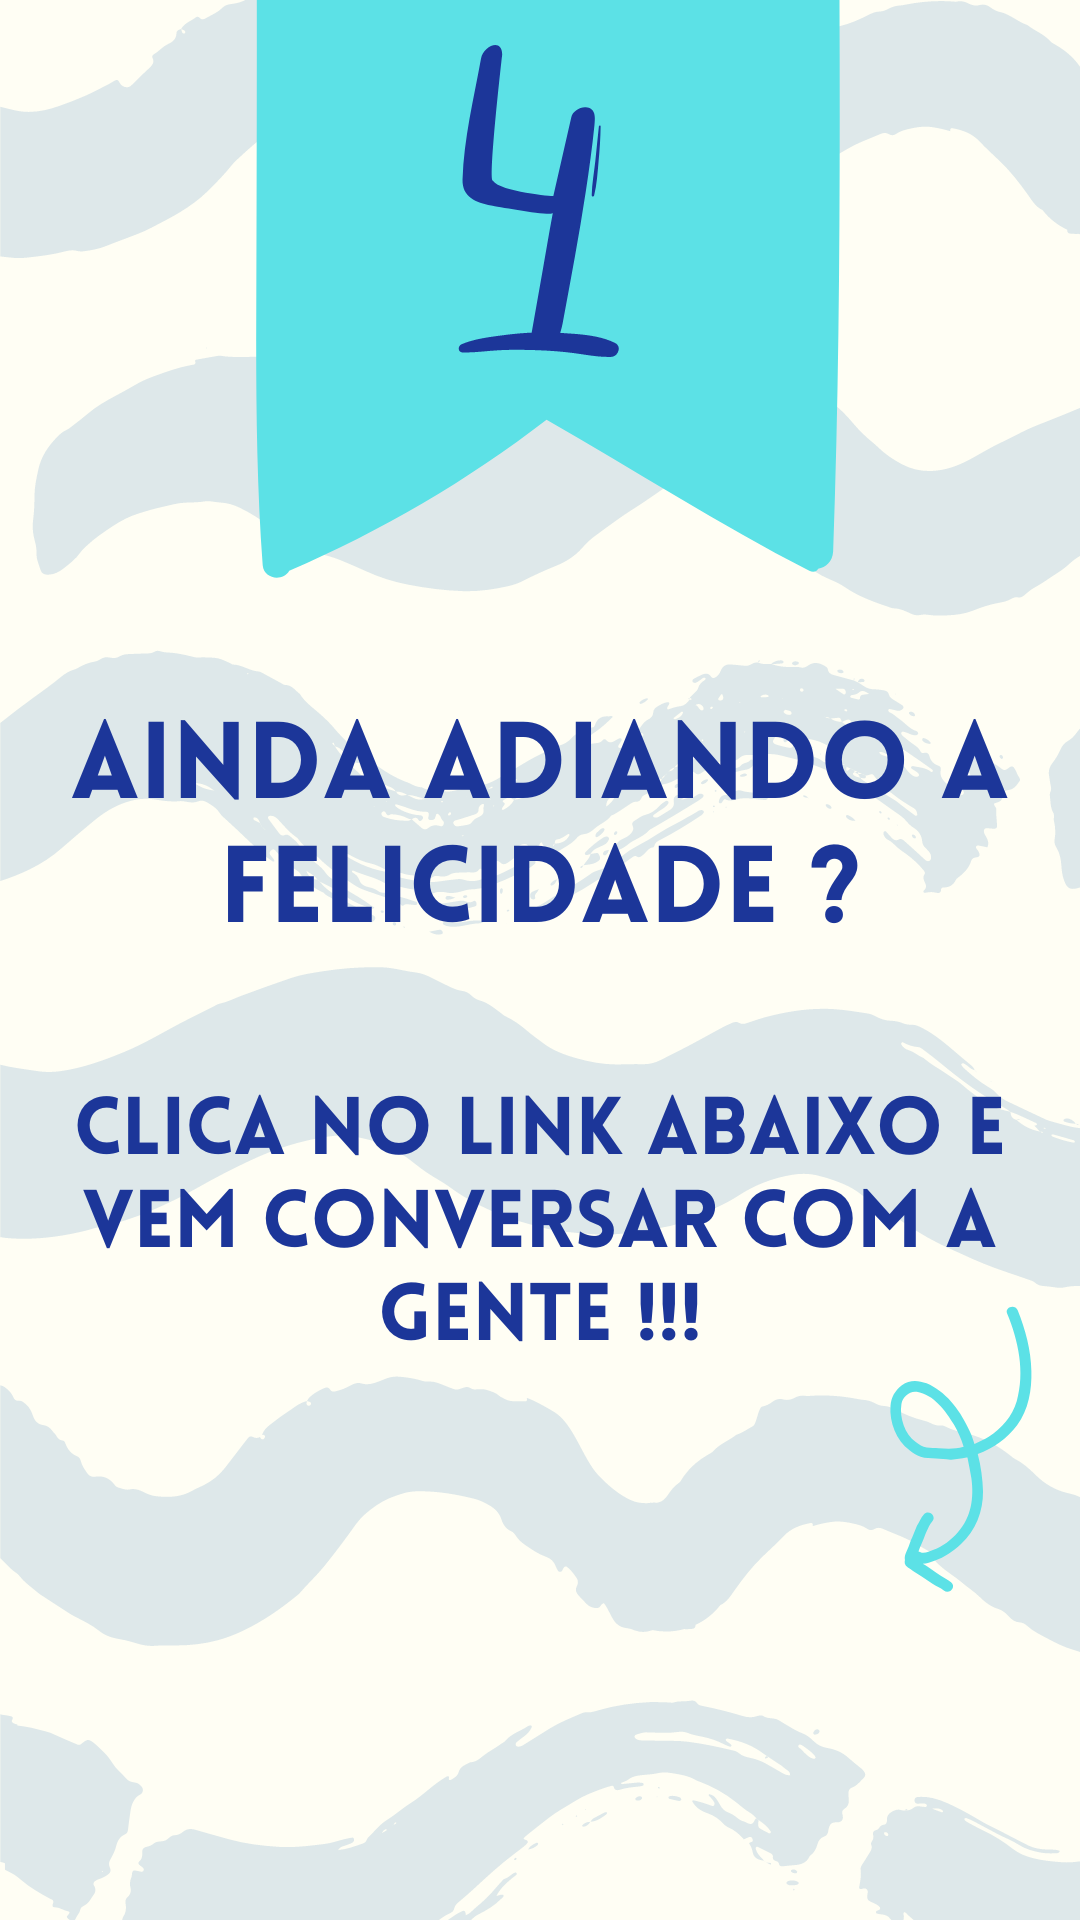 4
AINDA ADIANDO A
FELICIDADE ?
CLICA NO LINK ABAIXO E
VEM CONVERSAR COM A
GENTE !!!